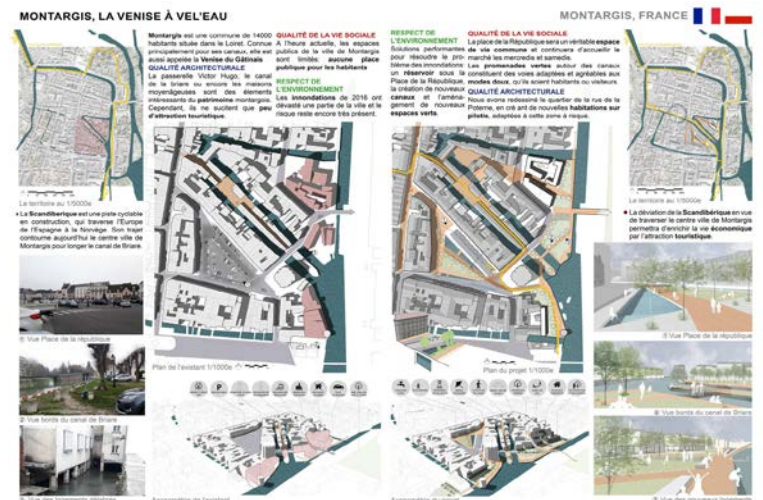 MONTARGIS, LA VENISE À VEL'EAU
MONTARGIS, FRANCE
Montargis est une commune de 14000
habitants située dans le Loiret. Connue
principalement pour ses canaux, elle est
aussi appelée la Venise du Gâtinais
QUALITÉ ARCHITECTURALE
La passerelle Victor Hugo, le canal
de la briare ou encore les maisons
moyenâgeuses sont des élements
intéressants du patrimoine montargois.
Cependant, ils ne sucitent que peu
d'attraction touristique.
QUALITÉ DE LA VIE SOCIALE
A l'heure actuelle, les espaces
publics de la ville de Montargis
sont limités: aucune place
publique pour les habitants
RESPECT DE
L'ENVIRONNEMENT
Les innondations de 2016 ont
dévasté une partie de la ville et le
risque reste encore très présent.
RESPECT DE
L'ENVIRONNEMENT
Solutions performantes
pour résoudre le pro-
blème des innondations:
un réservoir sous la
Place de la République,
la création de nouveaux
canaux et l'aména-
gement de nouveaux
espaces verts.
QUALITÉ DE LA VIE SOCIALE
La place de la République sera un véritable espace
de vie commune et continuera d'accueillir le
marché les mercredis et samedis.
Les promenades vertes autour des canaux
constituent des voies adaptées et agréables aux
modes doux, qu'ils soient habitants ou visiteurs.
QUALITÉ ARCHITECTURALE
Nous avons redessiné le quartier de la rue de la
Poterne, en cré ant de nouvelles habitations sur
pilotis, adaptées à cette zone à risque.
Le territoire au 1/5000e
La Scandibérique est une piste cyclable
en construction, qui traverse l'Europe
de l'Espagne à la Norvège. Son trajet
contourne aujourd'hui le centre ville de
Montargis pour longer le canal de Briare.
Le territoire au 1/5000e
La déviation de la Scandibérique en vue
de traverser le centre ville de Montargis
permettra d'enrichir la vie économique
par l'attraction touristique.
① Vue Place de la république
Plan de l'existant 1/1000e
Plan du projet 1/1000e
① Vue Place de la république
② Vue bords du canal de Briare
② Vue bords du canal de Briare